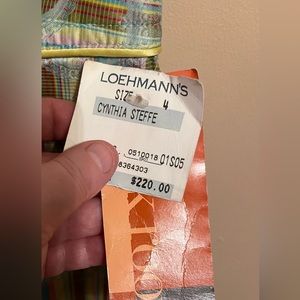 LOEHMANN'S
SIZE 4
CYNTHIA STEFFE
0510018 01S05
8364303
$220.00